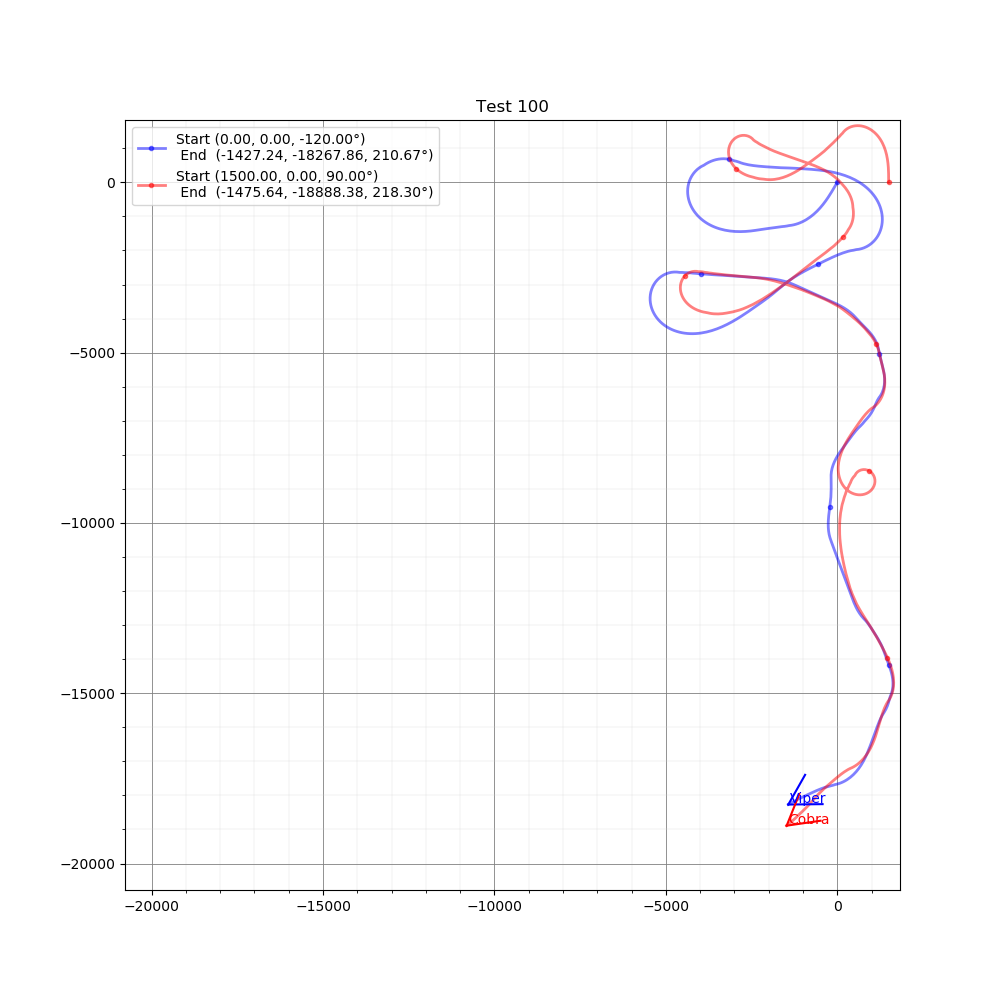 Test 100
Start (0.00, 0.00, -120.00°)
End (-1427.24, -18267.86, 210.67°)
Start (1500.00, 0.00, 90.00°)
End (-1475.64, -18888.38, 218.30°)
0
−5000
−10000
−15000
−20000
Viper
Cobra
−20000
−15000
−10000
−5000
0